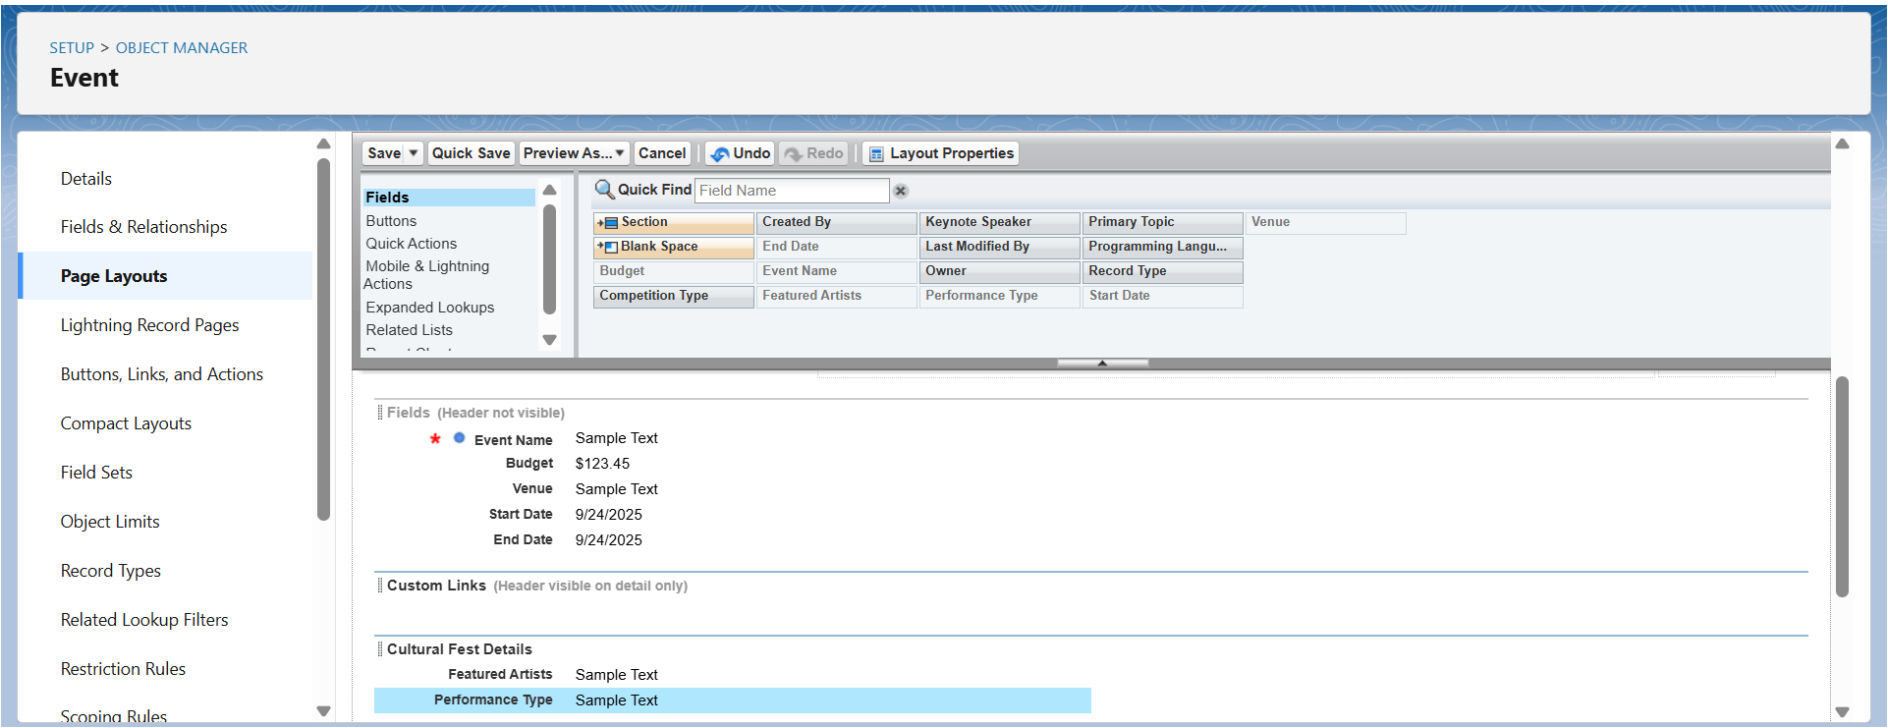 SETUP > OBJECT MANAGER
Event
Details
Fields & Relationships
Page Layouts
Lightning Record Pages
Buttons, Links, and Actions
Compact Layouts
Field Sets
Object Limits
Record Types
Related Lookup Filters
Restriction Rules
Scoping Rules
Save Quick Save Preview As... Cancel Undo Redo Layout Properties
Fields
Buttons
Quick Actions
Mobile & Lightning
Actions
Expanded Lookups
Related Lists
Quick Find Field Name
Section Created By Keynote Speaker Primary Topic Venue
Blank Space End Date Last Modified By Programming Langu...
Budget Event Name Owner Record Type
Competition Type Featured Artists Performance Type Start Date
Fields (Header not visible)
* Event Name Sample Text
Budget $123.45
Venue Sample Text
Start Date 9/24/2025
End Date 9/24/2025
Custom Links (Header visible on detail only)
Cultural Fest Details
Featured Artists Sample Text
Performance Type Sample Text